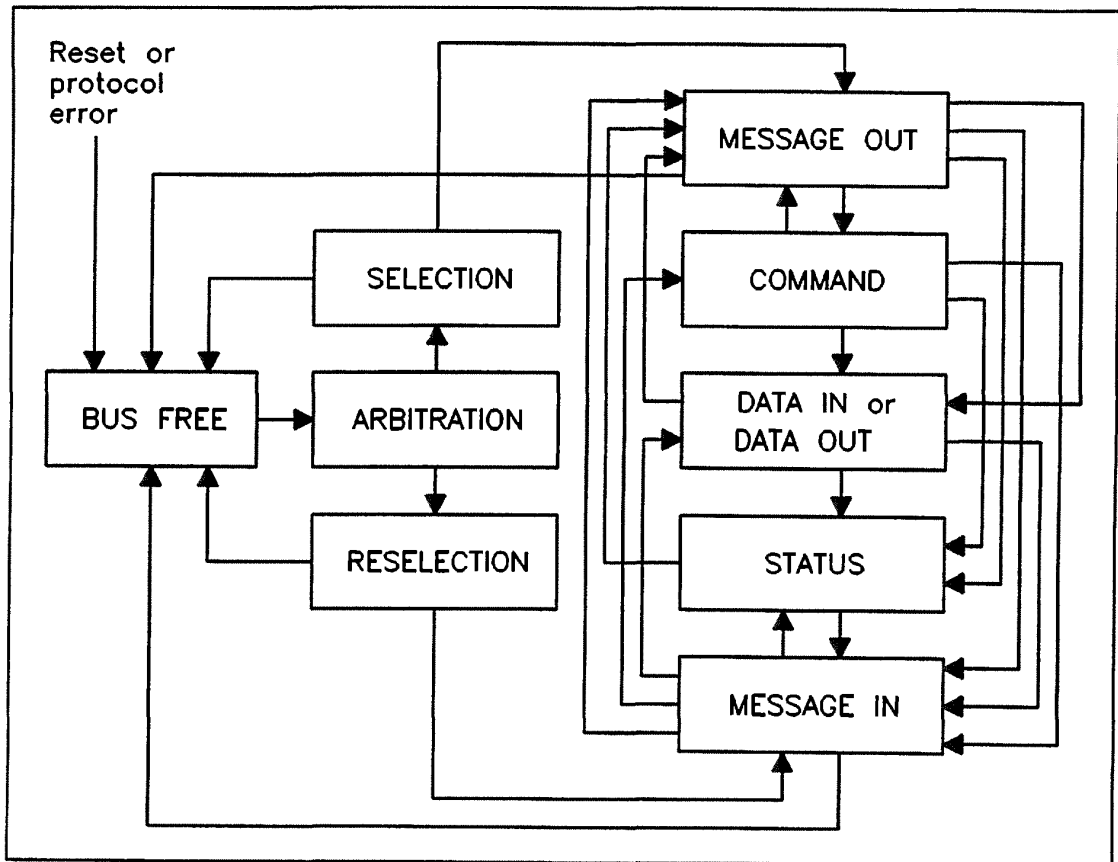 Reset or
protocol
error
MESSAGE OUT
SELECTION
COMMAND
BUS FREE
ARBITRATION
DATA IN or
DATA OUT
RESELECTION
STATUS
MESSAGE IN